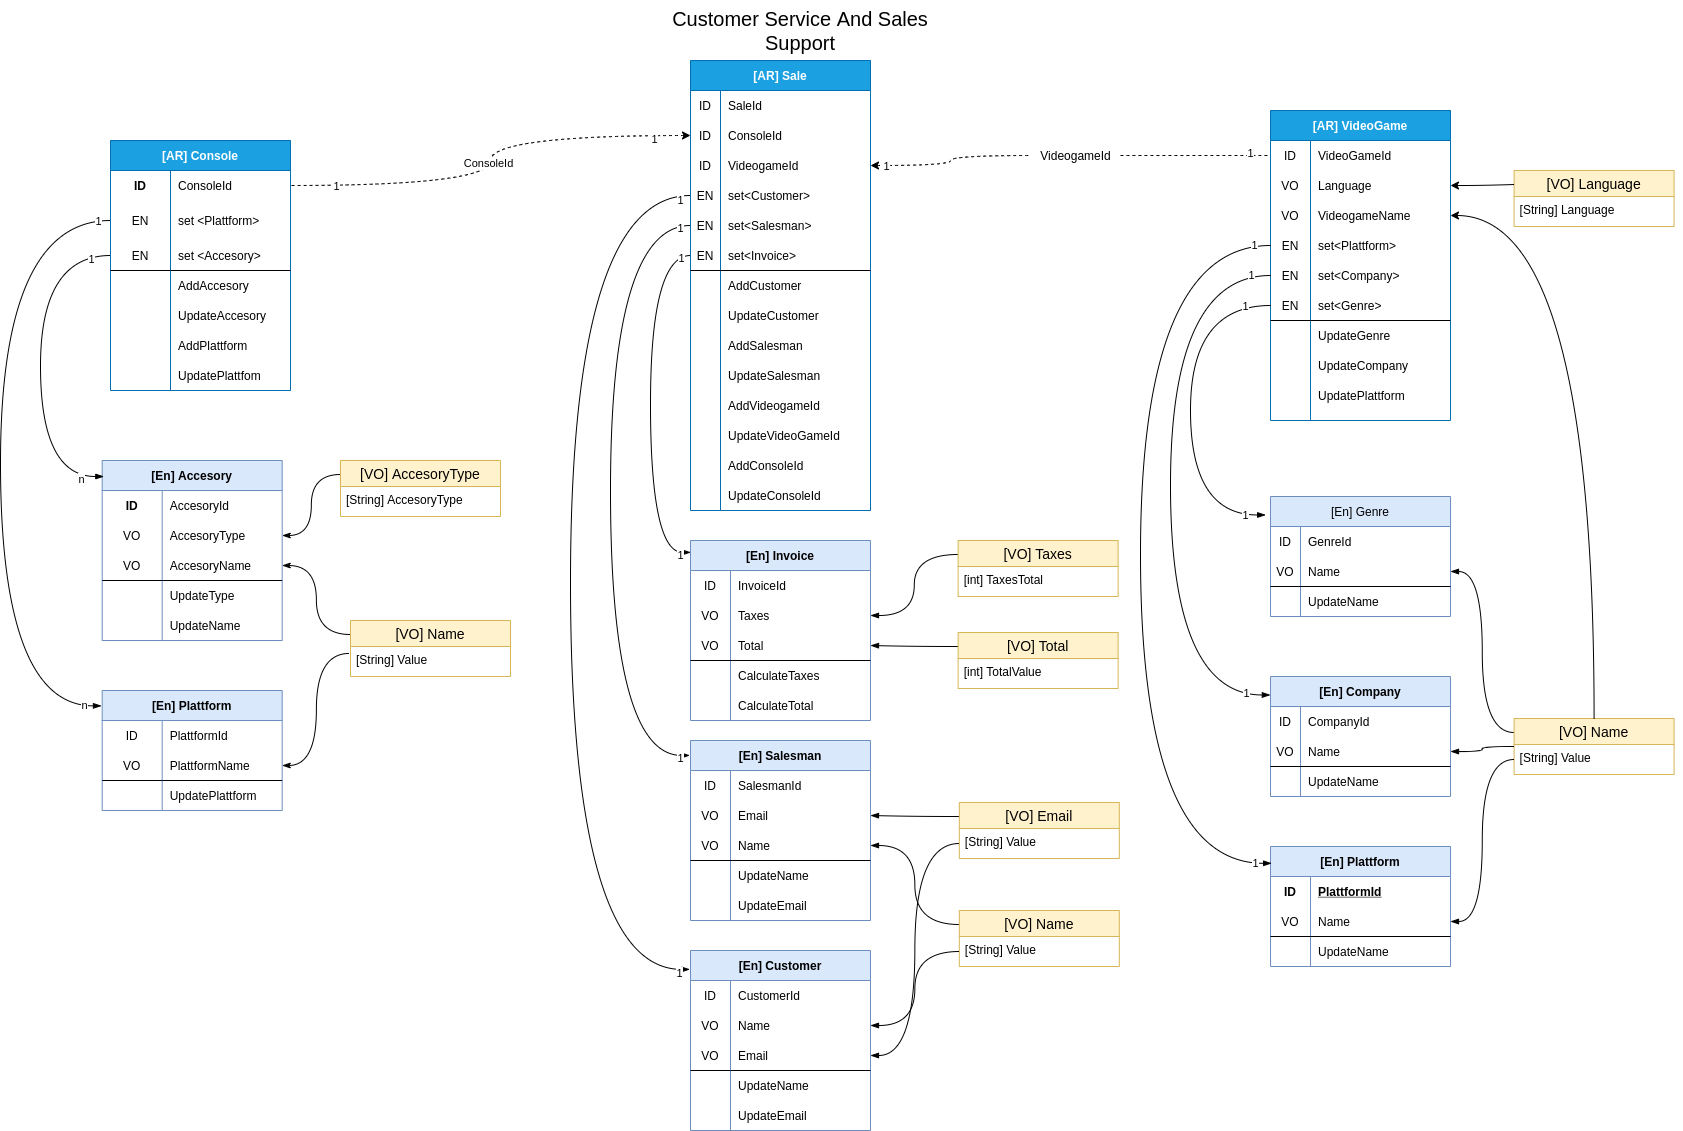 Customer Service And Sales
Support
[AR] Console
ID ConsoleId
EN set <Plattform>
EN set <Accesory>
AddAccesory
UpdateAccesory
AddPlattform
UpdatePlattfom
1
1
1
ConsoleId
1
n
n
[En] Accesory
ID AccesoryId
VO AccesoryType
VO AccesoryName
UpdateType
UpdateName
[VO] AccesoryType
[String] AccesoryType
[VO] Name
[String] Value
[En] Plattform
ID PlattformId
VO PlattformName
UpdatePlattform
[AR] Sale
ID SaleId
ID ConsoleId
ID VideogameId
EN set<Customer>
EN set<Salesman>
EN set<Invoice>
AddCustomer
UpdateCustomer
AddSalesman
UpdateSalesman
AddVideogameId
UpdateVideoGameId
AddConsoleId
UpdateConsoleId
1
1
1
1
VideogameId
1
1
1
1
[En] Invoice
ID InvoiceId
VO Taxes
VO Total
CalculateTaxes
CalculateTotal
[VO] Taxes
[int] TaxesTotal
[VO] Total
[int] TotalValue
[En] Salesman
ID SalesmanId
VO Email
VO Name
UpdateName
UpdateEmail
[VO] Email
[String] Value
[VO] Name
[String] Value
[En] Customer
ID CustomerId
VO Name
VO Email
UpdateName
UpdateEmail
[AR] VideoGame
ID VideoGameId
VO Language
VO VideogameName
EN set<Plattform>
EN set<Company>
EN set<Genre>
UpdateGenre
UpdateCompany
UpdatePlattform
1
1
1
1
1
1
[VO] Language
[String] Language
[En] Genre
ID GenreId
VO Name
UpdateName
[En] Company
ID CompanyId
VO Name
UpdateName
[VO] Name
[String] Value
[En] Plattform
ID PlattformId
VO Name
UpdateName